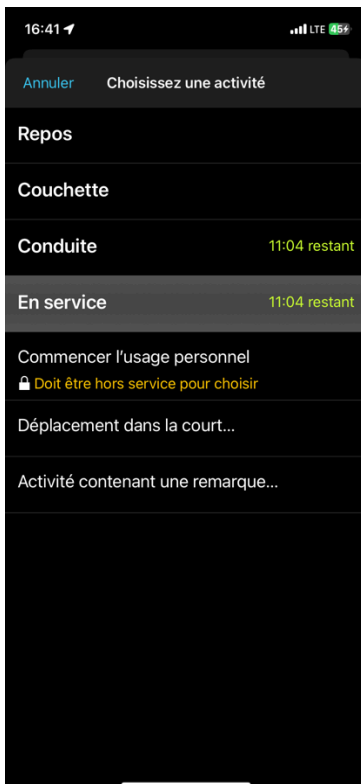 16:41 LTE 45
Annuler Choisissez une activité
Repos
Couchette
Conduite 11:04 restant
En service 11:04 restant
Commencer l'usage personnel
Doit être hors service pour choisir
Déplacement dans la court...
Activité contenant une remarque...